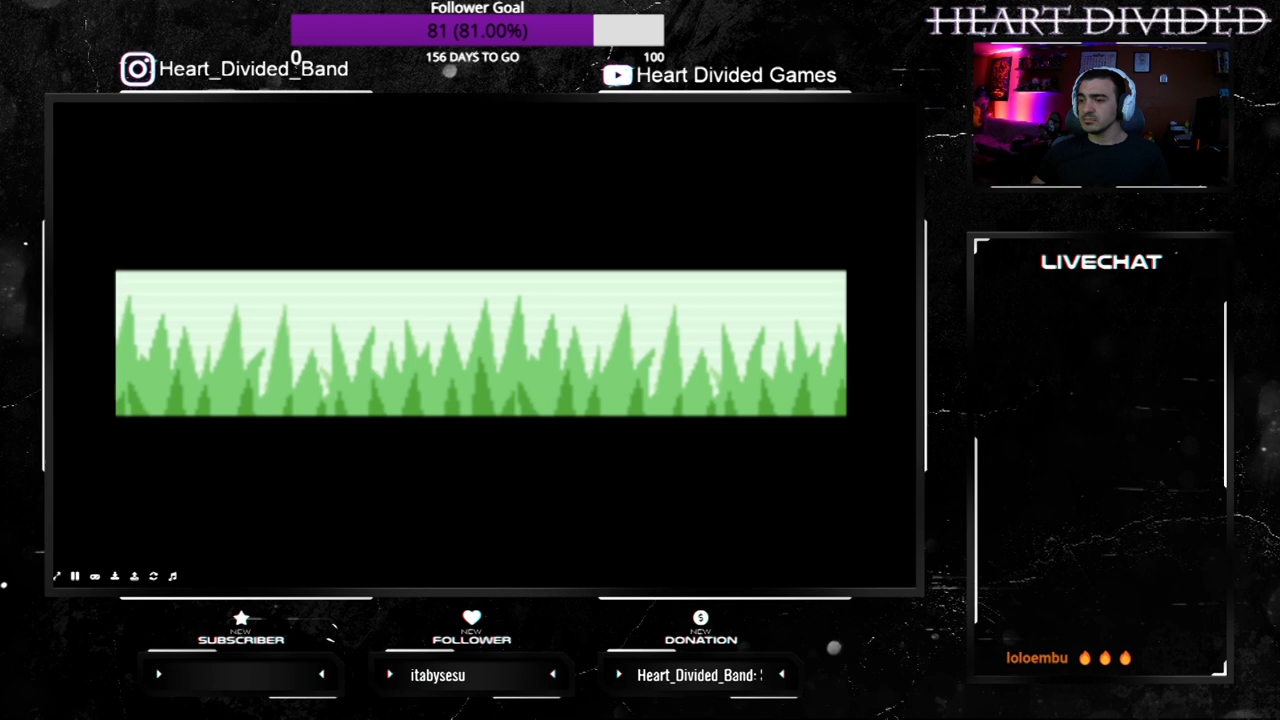 Follower Goal
81 (81.00%)
0
156 DAYS TO GO
100
HEART DIVIDED
Heart_Divided_Band
Heart Divided Games
LIVECHAT
loloembu
NEW
SUBSCRIBER
NEW
FOLLOWER
NEW
DONATION
itabysesu
Heart_Divided_Band: